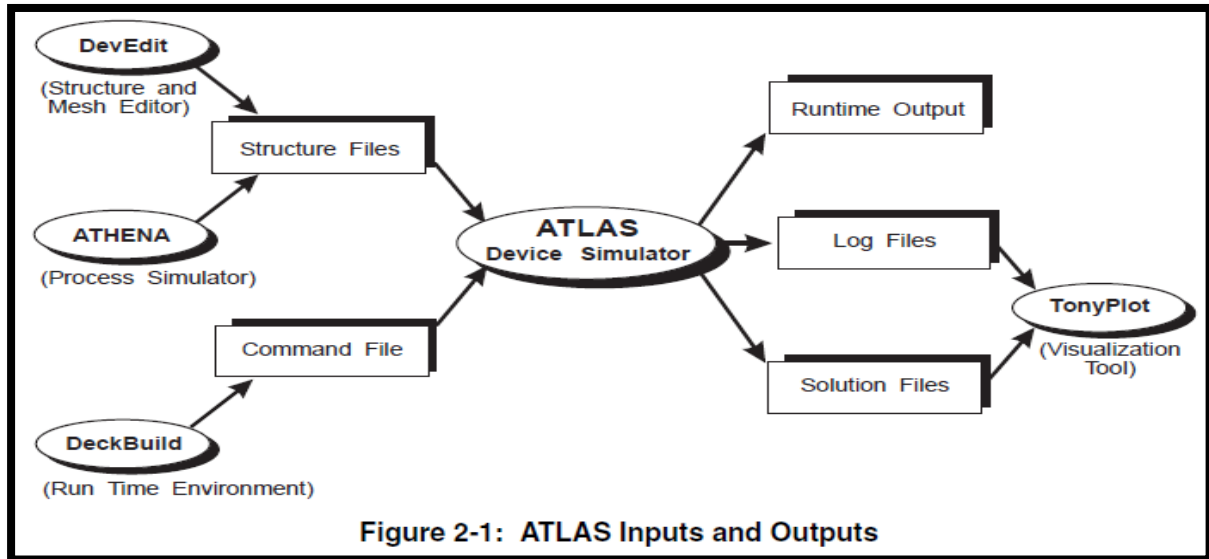 DevEdit
(Structure and
Mesh Editor)
Structure Files
ATHENA
(Process Simulator)
Command File
DeckBuild
(Run Time Environment)
ATLAS
Device Simulator
Runtime Output
Log Files
Solution Files
TonyPlot
(Visualization
Tool)
Figure 2-1: ATLAS Inputs and Outputs